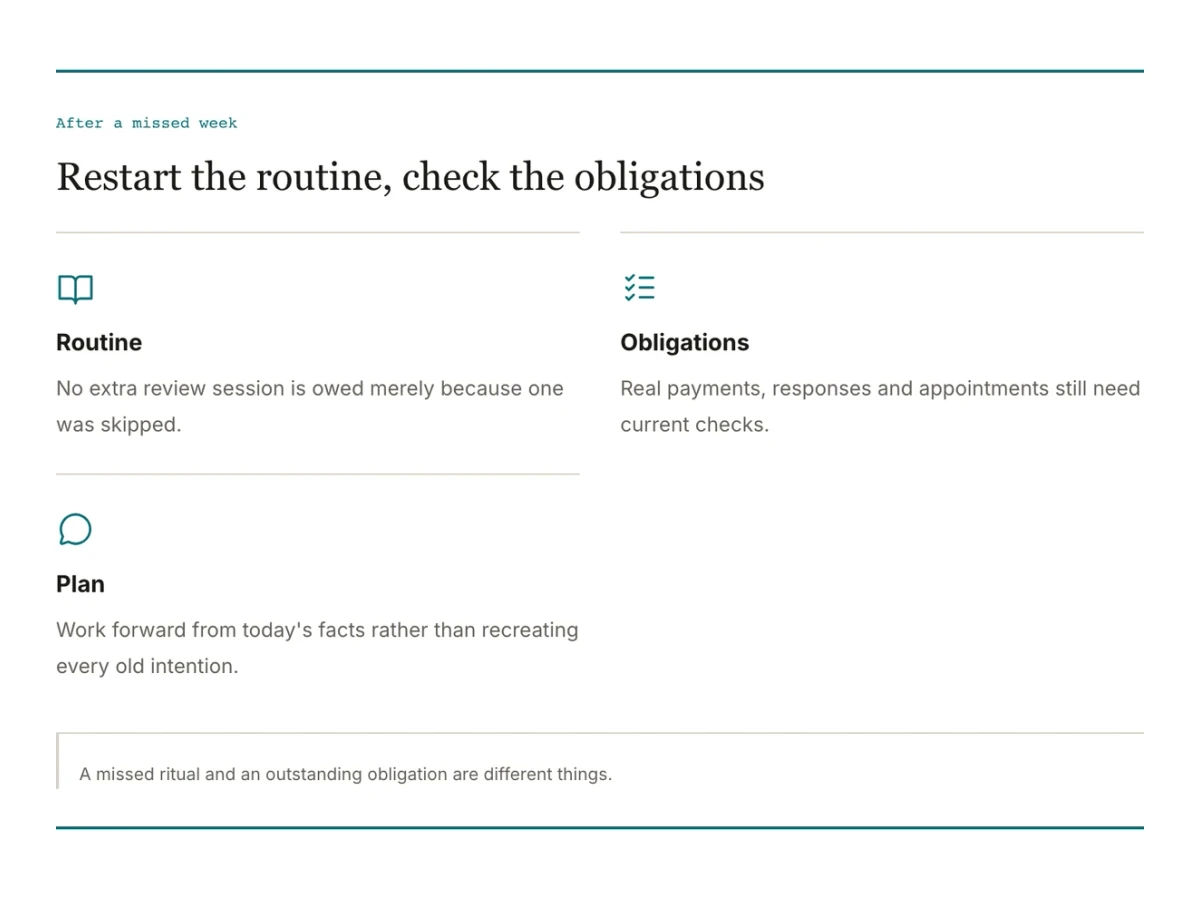 After a missed week
Restart the routine, check the obligations
Routine
No extra review session is owed merely because one
was skipped.
Obligations
Real payments, responses and appointments still need
current checks.
Plan
Work forward from today's facts rather than recreating
every old intention.
A missed ritual and an outstanding obligation are different things.